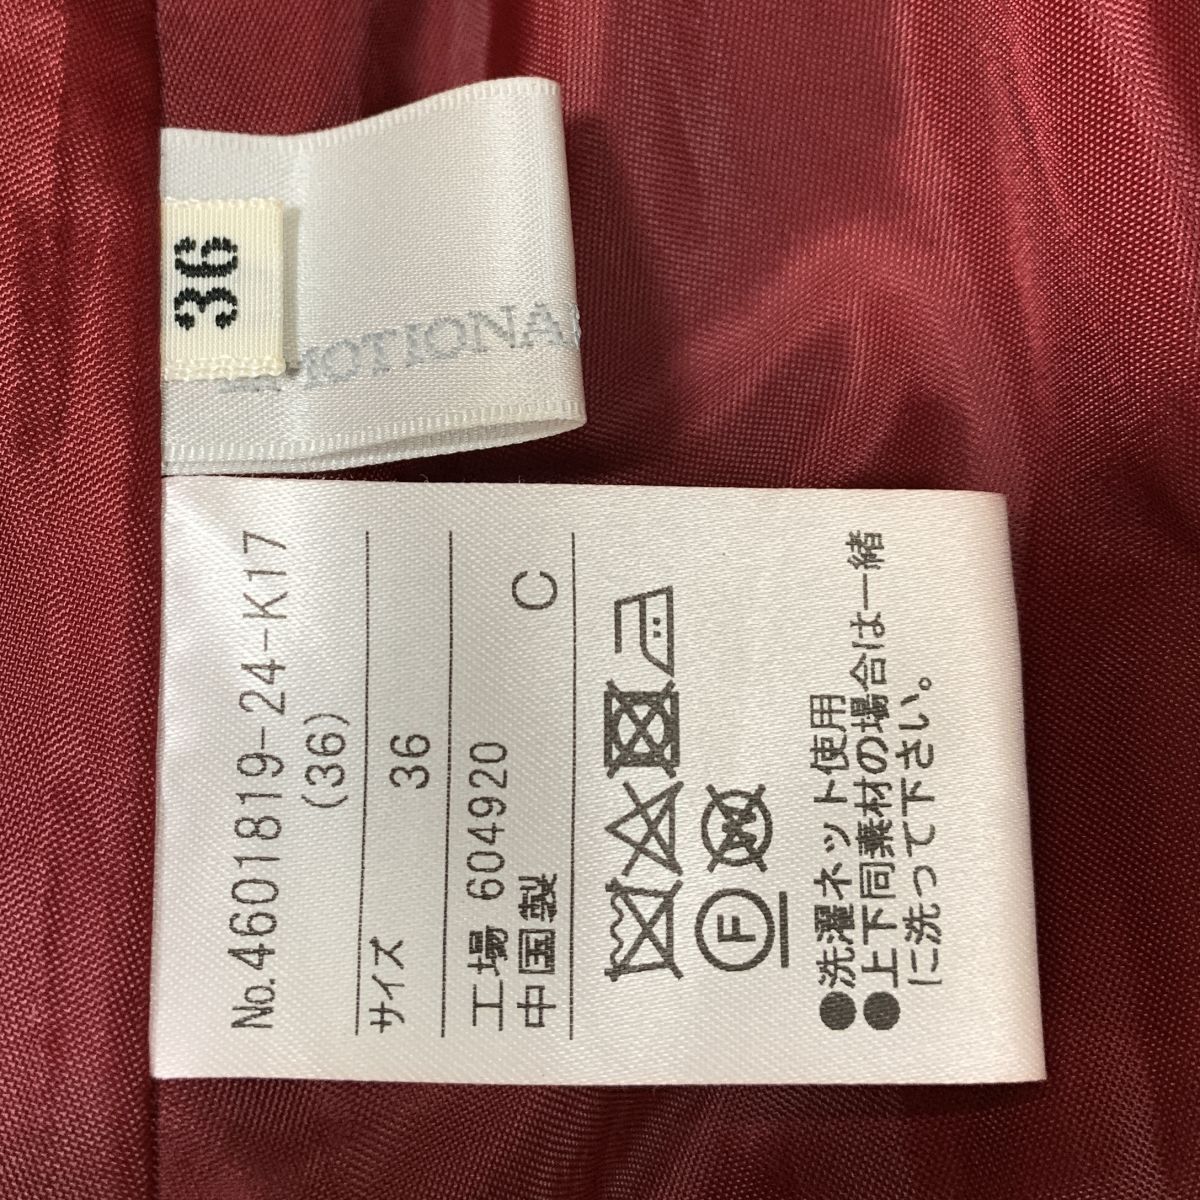 36
EMOTIONA
No.4601819-24-K17
(36)
サイズ
36
工場 604920
中国製 C
F
W
●洗濯ネット使用
●上下同素材の場合は一緒
に洗って下さい。